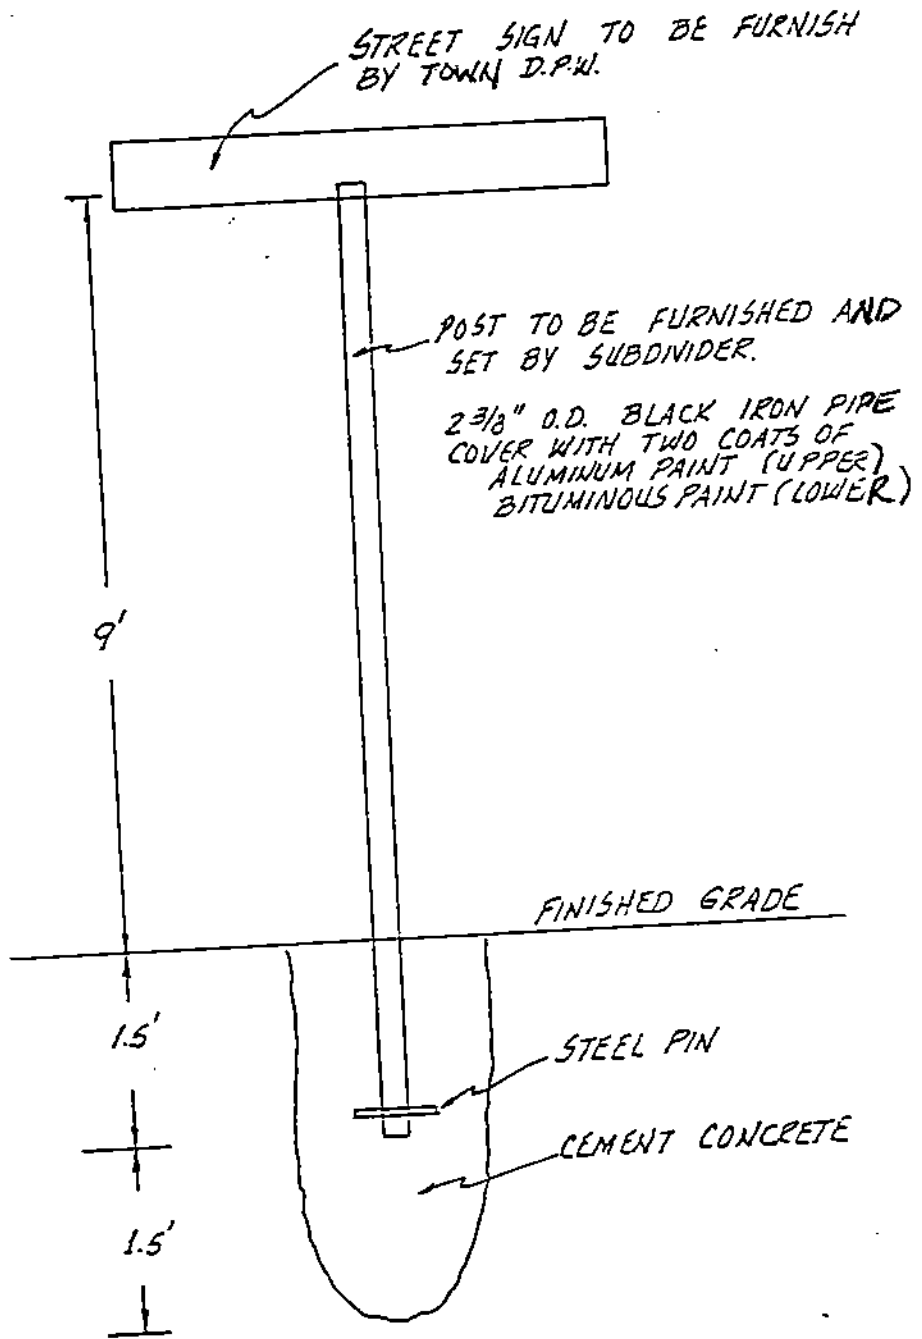 STREET SIGN TO BE FURNISH
BY TOWN D.P.W.
POST TO BE FURNISHED AND
SET BY SUBDIVIDER.
2 3/8" O.D. BLACK IRON PIPE
COVER WITH TWO COATS OF
ALUMINUM PAINT (UPPER)
BITUMINOUS PAINT (LOWER)
9'
FINISHED GRADE
1.5'
STEEL PIN
CEMENT CONCRETE
1.5'